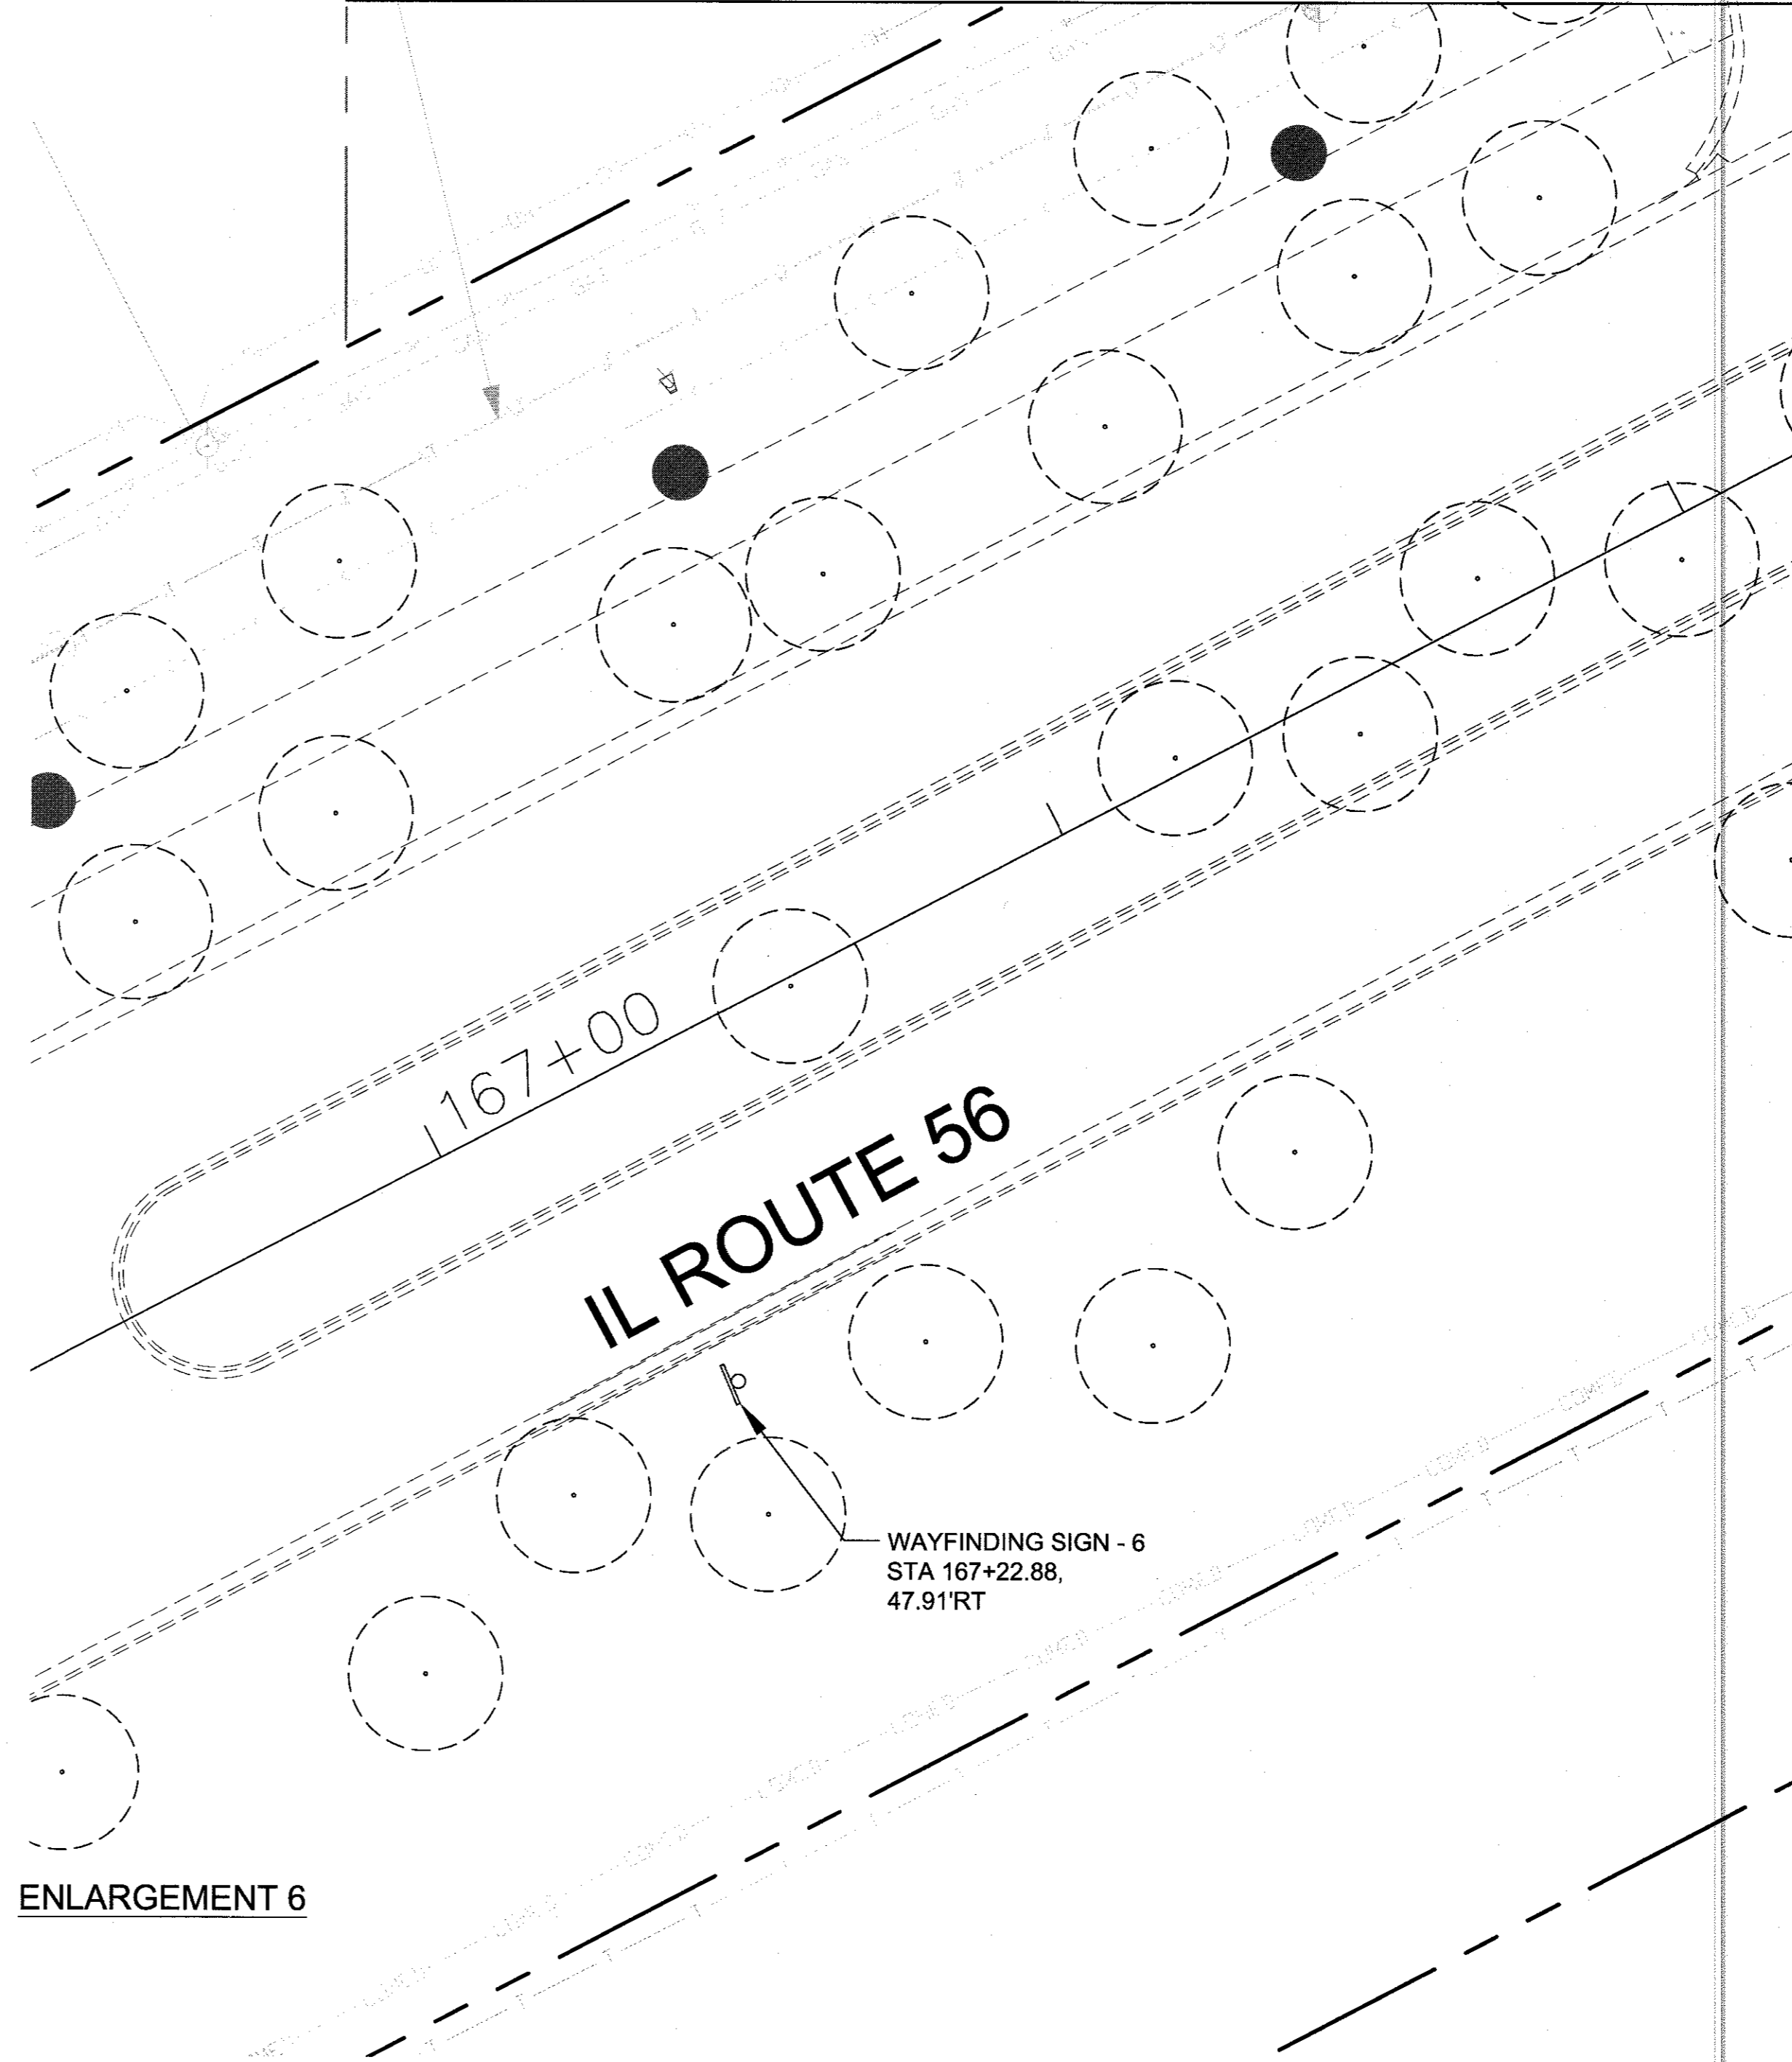 167+00
IL ROUTE 56
WAYFINDING SIGN - 6
STA 167+22.88,
47.91'RT
ENLARGEMENT 6